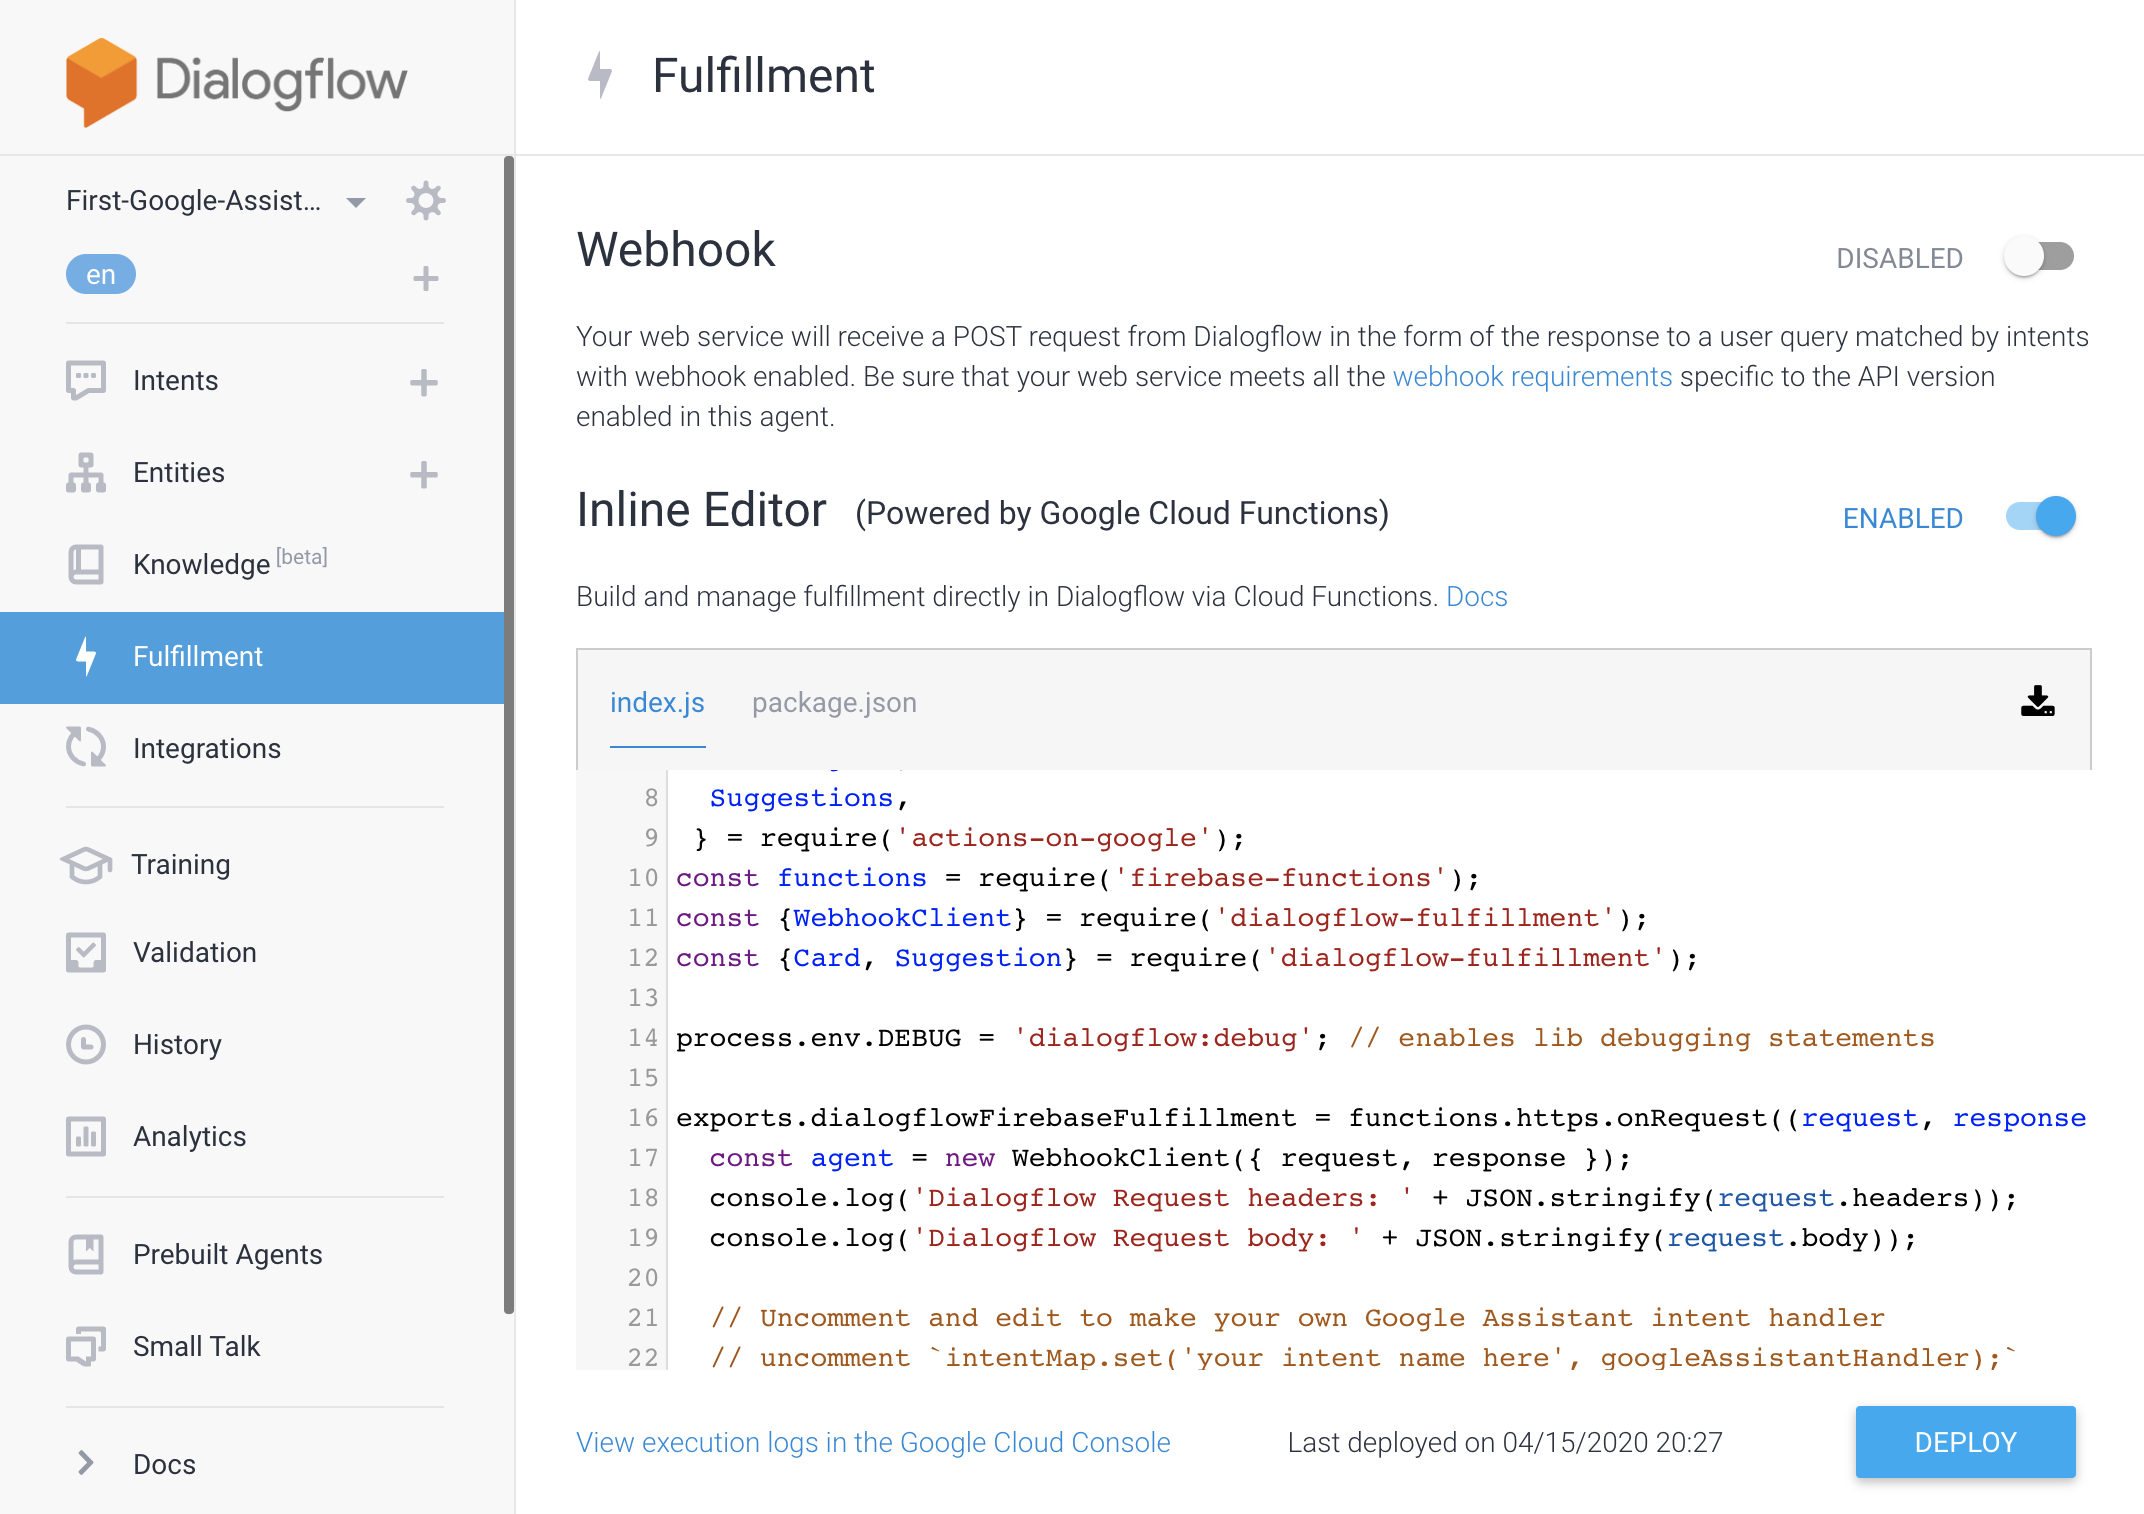 Dialogflow
First-Google-Assist...
en
Intents
Entities
Knowledge [beta]
Fulfillment
Integrations
Training
Validation
History
Analytics
Prebuilt Agents
Small Talk
Docs
Fulfillment
Webhook
DISABLED
Your web service will receive a POST request from Dialogflow in the form of the response to a user query matched by intents
with webhook enabled. Be sure that your web service meets all the webhook requirements specific to the API version
enabled in this agent.
Inline Editor (Powered by Google Cloud Functions)
ENABLED
Build and manage fulfillment directly in Dialogflow via Cloud Functions. Docs
index.js package.json
8 Suggestions,
9 } = require('actions-on-google');
10 const functions = require('firebase-functions');
11 const {WebhookClient} = require('dialogflow-fulfillment');
12 const {Card, Suggestion} = require('dialogflow-fulfillment');
13
14 process.env.DEBUG = 'dialogflow:debug'; // enables lib debugging statements
15
16 exports.dialogflowFirebaseFulfillment = functions.https.onRequest((request, response
17 const agent = new WebhookClient({ request, response });
18 console.log('Dialogflow Request headers: ' + JSON.stringify(request.headers));
19 console.log('Dialogflow Request body: ' + JSON.stringify(request.body));
20
21 // Uncomment and edit to make your own Google Assistant intent handler
22 // uncomment `intentMap.set('your intent name here', googleAssistantHandler);`
View execution logs in the Google Cloud Console
Last deployed on 04/15/2020 20:27
DEPLOY